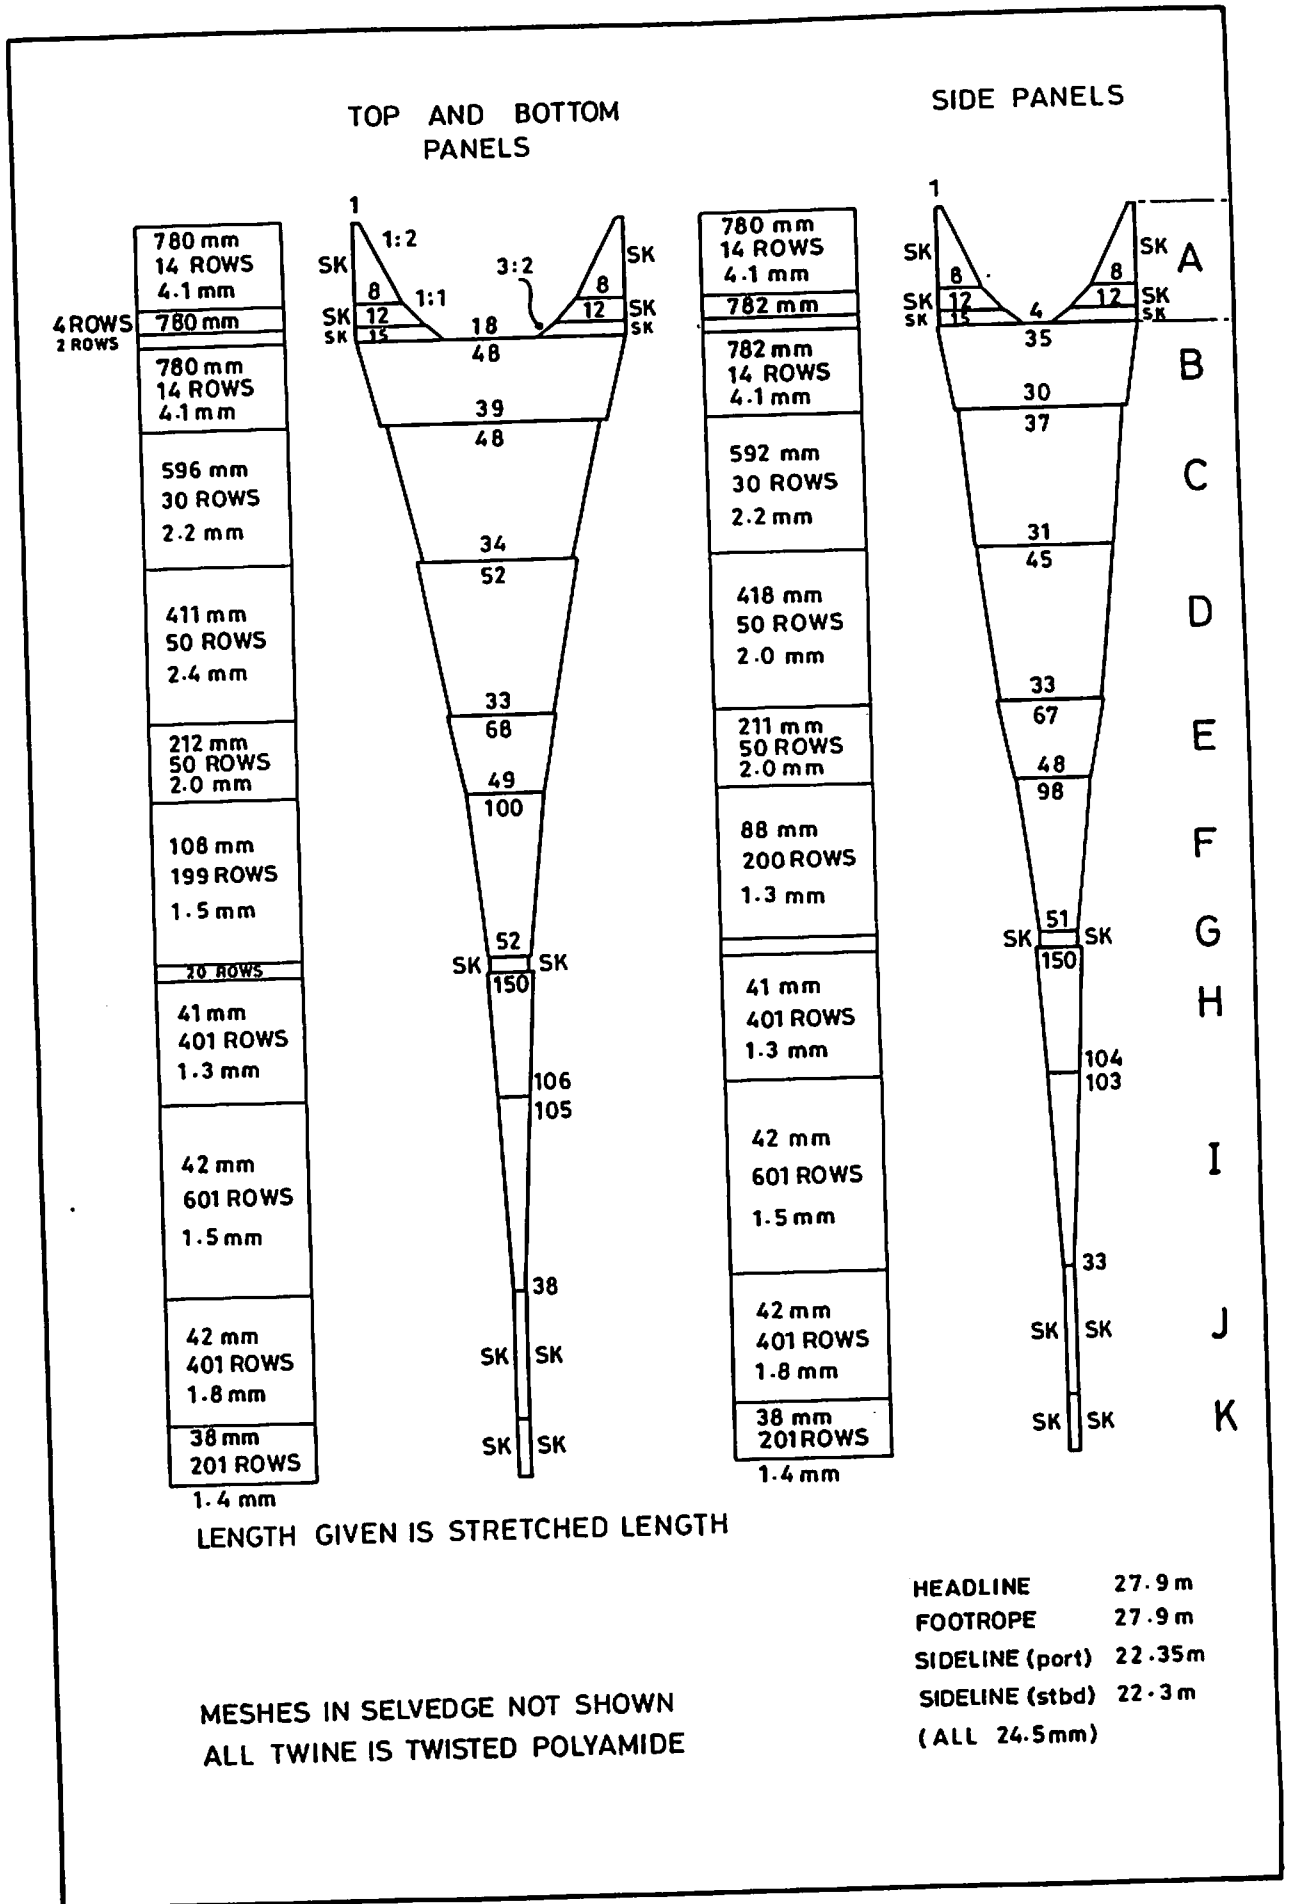 TOP AND BOTTOM
PANELS
SIDE PANELS
780 mm
14 ROWS
4.1 mm
4 ROWS
780 mm
2 ROWS
780 mm
14 ROWS
4.1 mm
596 mm
30 ROWS
2.2 mm
411 mm
50 ROWS
2.4 mm
212 mm
50 ROWS
2.0 mm
108 mm
199 ROWS
1.5 mm
20 ROWS
41 mm
401 ROWS
1.3 mm
42 mm
601 ROWS
1.5 mm
42 mm
401 ROWS
1.8 mm
38 mm
201 ROWS
1.4 mm
1
1:2
SK
SK
3:2
8
1:1
8
SK
12
12
SK
SK
15
18
SK
48
39
48
34
52
33
68
49
100
52
SK
SK
150
106
105
38
SK
SK
SK
SK
780 mm
14 ROWS
4.1 mm
782 mm
782 mm
14 ROWS
4.1 mm
592 mm
30 ROWS
2.2 mm
418 mm
50 ROWS
2.0 mm
211 mm
50 ROWS
2.0 mm
88 mm
200 ROWS
1.3 mm
41 mm
401 ROWS
1.3 mm
42 mm
601 ROWS
1.5 mm
42 mm
401 ROWS
1.8 mm
38 mm
201 ROWS
1.4 mm
1
SK
SK
8
8
SK
12
12
SK
SK
15
4
SK
35
30
37
31
45
33
67
48
98
51
SK
SK
150
104
103
33
SK
SK
SK
SK
A
B
C
D
E
F
G
H
I
J
K
LENGTH GIVEN IS STRETCHED LENGTH
HEADLINE 27.9 m
FOOTROPE 27.9 m
SIDELINE (port) 22.35m
SIDELINE (stbd) 22.3 m
(ALL 24.5mm)
MESHES IN SELVEDGE NOT SHOWN
ALL TWINE IS TWISTED POLYAMIDE